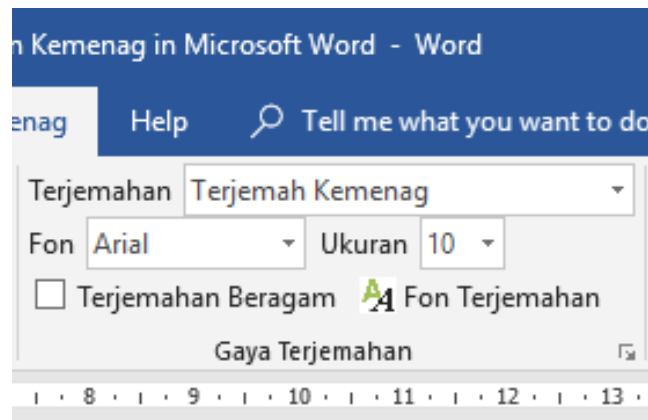 n Kemenag in Microsoft Word - Word
enag Help Tell me what you want to do
Terjemahan Terjemah Kemenag
Fon Arial Ukuran 10
Terjemahan Beragam Fon Terjemahan
Gaya Terjemahan
8 9 10 11 12 13